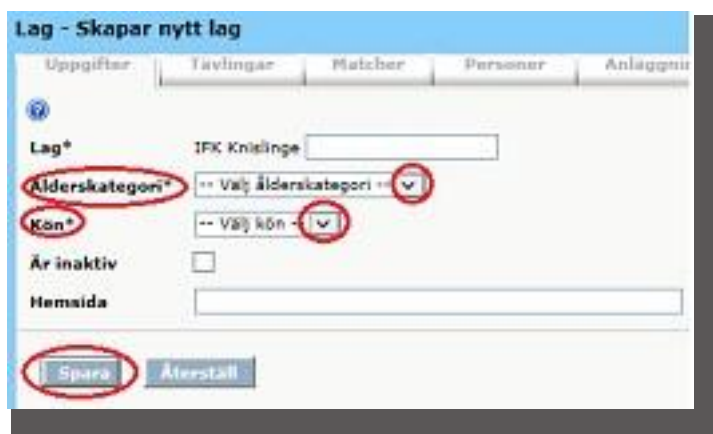 Lag - Skapar nytt lag
Uppgifter Tävlingar Matcher Personer Anläggnin
Lag* IFK Knislinge
Ålderskategori* -- Välj ålderskategori --
Kön* -- Välj kön --
Är inaktiv
Hemsida
Spara Återställ